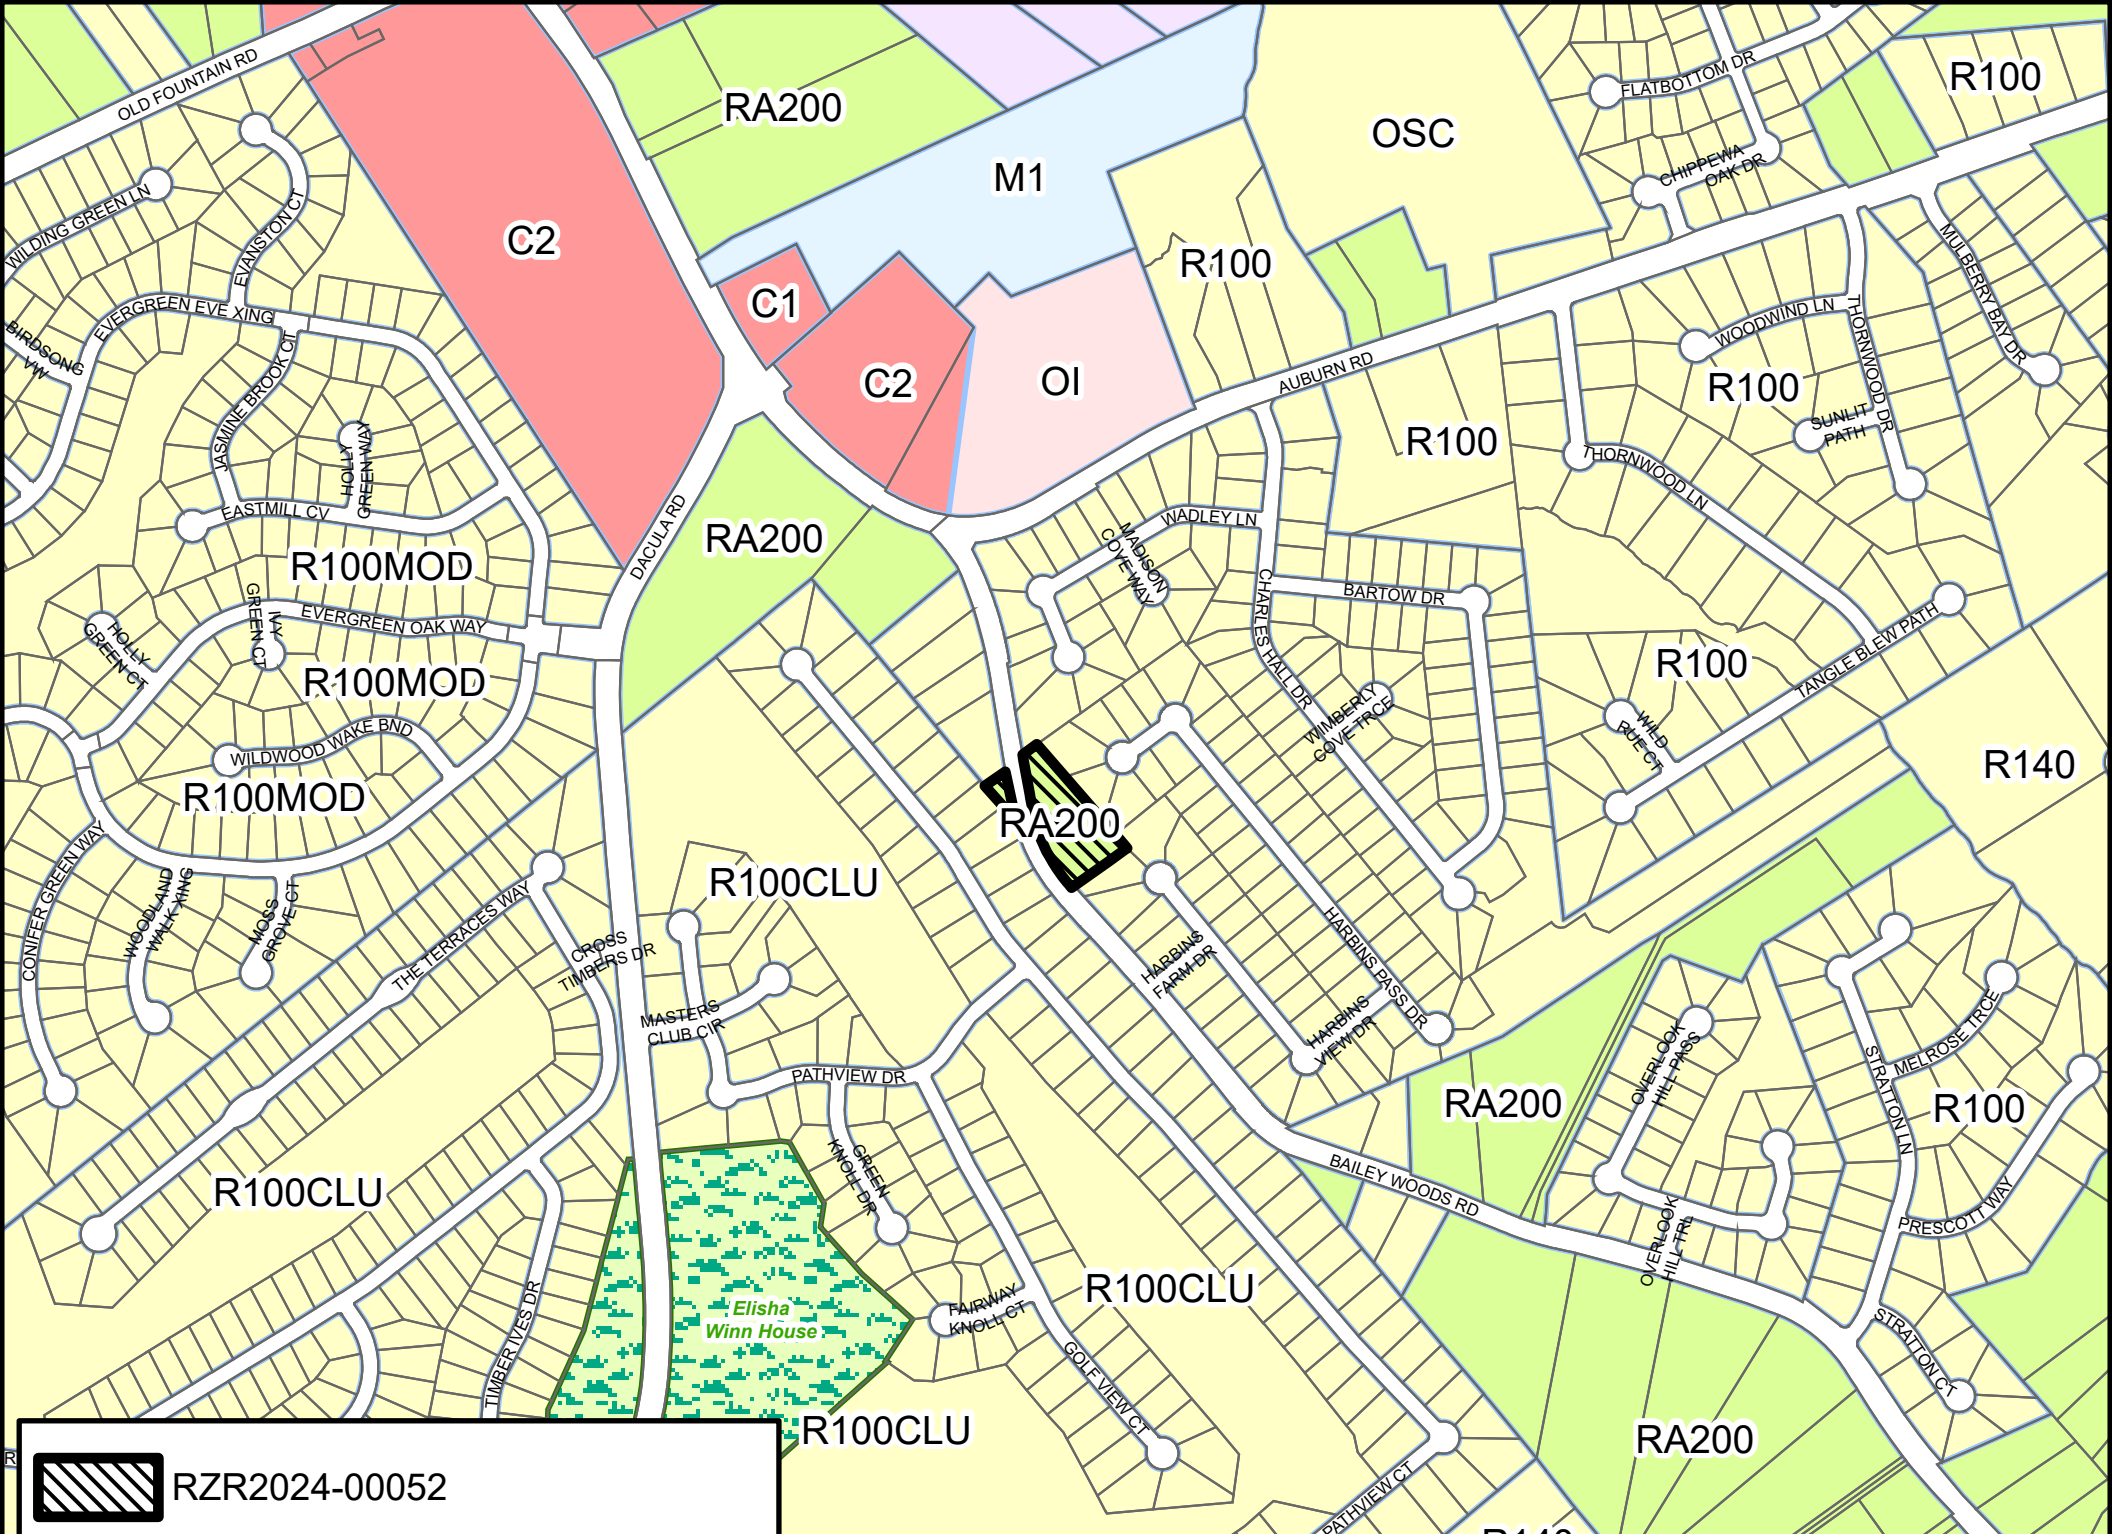 OLD FOUNTAIN RD
WILDING GREEN LN
EVANSTON CT
EVERGREEN EVE XING
BIRDSONG
VW
JASMINE BROOK CT
HOLLY
GREEN WAY
EASTMILL CV
R100MOD
C2
RA200
M1
C1
C2
OI
OSC
R100
FLATBOTTOM DR
CHIPPEWA
OAK DR
R100
AUBURN RD
R100
WOODWIND LN
R100
THORNWOOD DR
SUNLIT
PATH
MULBERRY BAY DR
THORNWOOD LN
DACULA RD
RA200
WADLEY LN
MADISON
COVE WAY
CHARLES HALL DR
BARTOW DR
WIMBERLY
COVE TRCE
R100
TANGLE BLEW PATH
WILD
RUE CT
R140
HOLLY
GREEN CT
IVY
GREEN CT
EVERGREEN OAK WAY
R100MOD
WILDWOOD WAKE BND
R100MOD
CONIFER GREEN WAY
WOODLAND
WALK XING
MOSS
GROVE CT
THE TERRACES WAY
CROSS
TIMBERS DR
R100CLU
RA200
HARBINS
FARM DR
HARBINS PASS DR
HARBINS
VIEW DR
MASTERS
CLUB CIR
PATHVIEW DR
GREEN
KNOLL DR
R100CLU
TIMBER IVES DR
Elisha
Winn House
FAIRWAY
KNOLL CT
R100CLU
GOLF VIEW CT
R100CLU
BAILEY WOODS RD
RA200
OVERLOOK
HILL PASS
OVERLOOK
HILL TRL
STRATTON LN
MELROSE TRCE
R100
PRESCOTT WAY
STRATTON CT
RA200
PATHVIEW CT
R140
R
RZR2024-00052